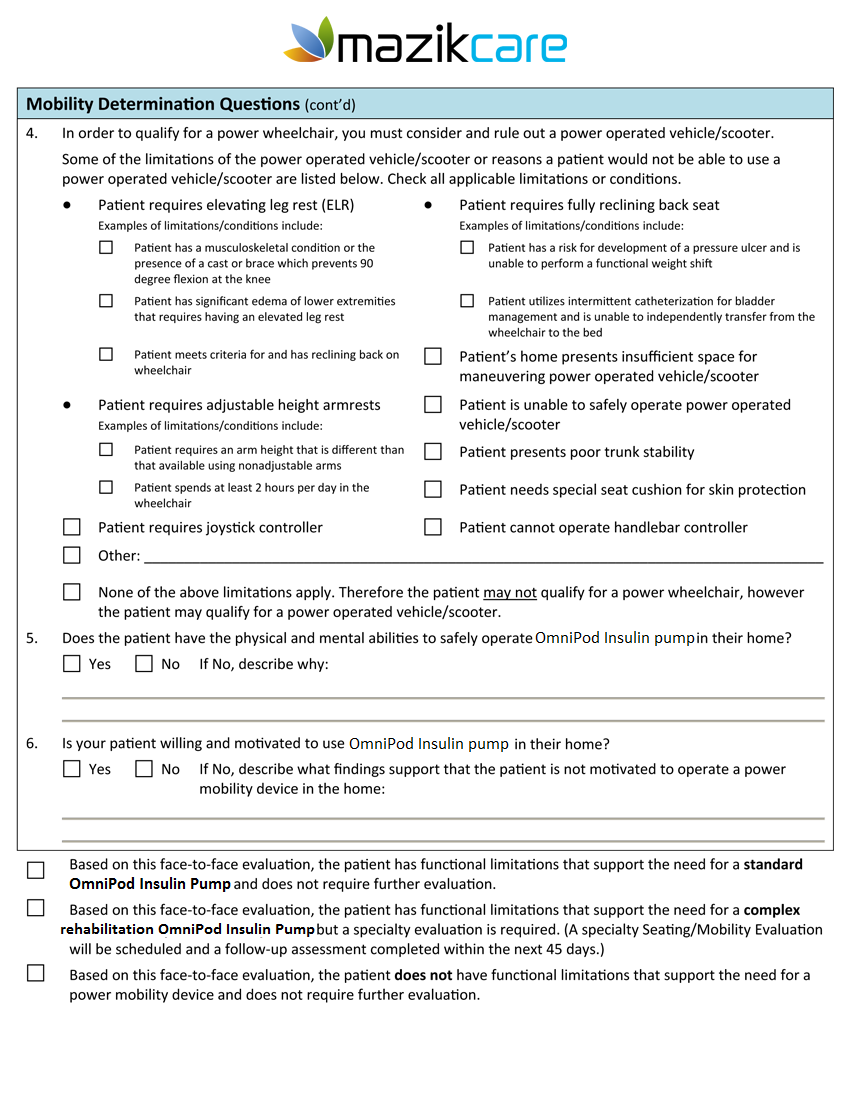 mazikcare
Mobility Determination Questions (cont'd)
4. In order to qualify for a power wheelchair, you must consider and rule out a power operated vehicle/scooter.
Some of the limitations of the power operated vehicle/scooter or reasons a patient would not be able to use a
power operated vehicle/scooter are listed below. Check all applicable limitations or conditions.
• Patient requires elevating leg rest (ELR)
Examples of limitations/conditions include:
Patient has a musculoskeletal condition or the
presence of a cast or brace which prevents 90
degree flexion at the knee
Patient has significant edema of lower extremities
that requires having an elevated leg rest
Patient meets criteria for and has reclining back on
wheelchair
• Patient requires adjustable height armrests
Examples of limitations/conditions include:
Patient requires an arm height that is different than
that available using nonadjustable arms
Patient spends at least 2 hours per day in the
wheelchair
Patient requires joystick controller
• Patient requires fully reclining back seat
Examples of limitations/conditions include:
Patient has a risk for development of a pressure ulcer and is
unable to perform a functional weight shift
Patient utilizes intermittent catheterization for bladder
management and is unable to independently transfer from the
wheelchair to the bed
Patient's home presents insufficient space for
maneuvering power operated vehicle/scooter
Patient is unable to safely operate power operated
vehicle/scooter
Patient presents poor trunk stability
Patient needs special seat cushion for skin protection
Patient cannot operate handlebar controller
Other:
None of the above limitations apply. Therefore the patient may not qualify for a power wheelchair, however
the patient may qualify for a power operated vehicle/scooter.
5. Does the patient have the physical and mental abilities to safely operate OmniPod Insulin pump in their home?
Yes No If No, describe why:
6. Is your patient willing and motivated to use OmniPod Insulin pump in their home?
Yes No If No, describe what findings support that the patient is not motivated to operate a power
mobility device in the home:
Based on this face-to-face evaluation, the patient has functional limitations that support the need for a standard
OmniPod Insulin Pump and does not require further evaluation.
Based on this face-to-face evaluation, the patient has functional limitations that support the need for a complex
rehabilitation OmniPod Insulin Pump but a specialty evaluation is required. (A specialty Seating/Mobility Evaluation
will be scheduled and a follow-up assessment completed within the next 45 days.)
Based on this face-to-face evaluation, the patient does not have functional limitations that support the need for a
power mobility device and does not require further evaluation.